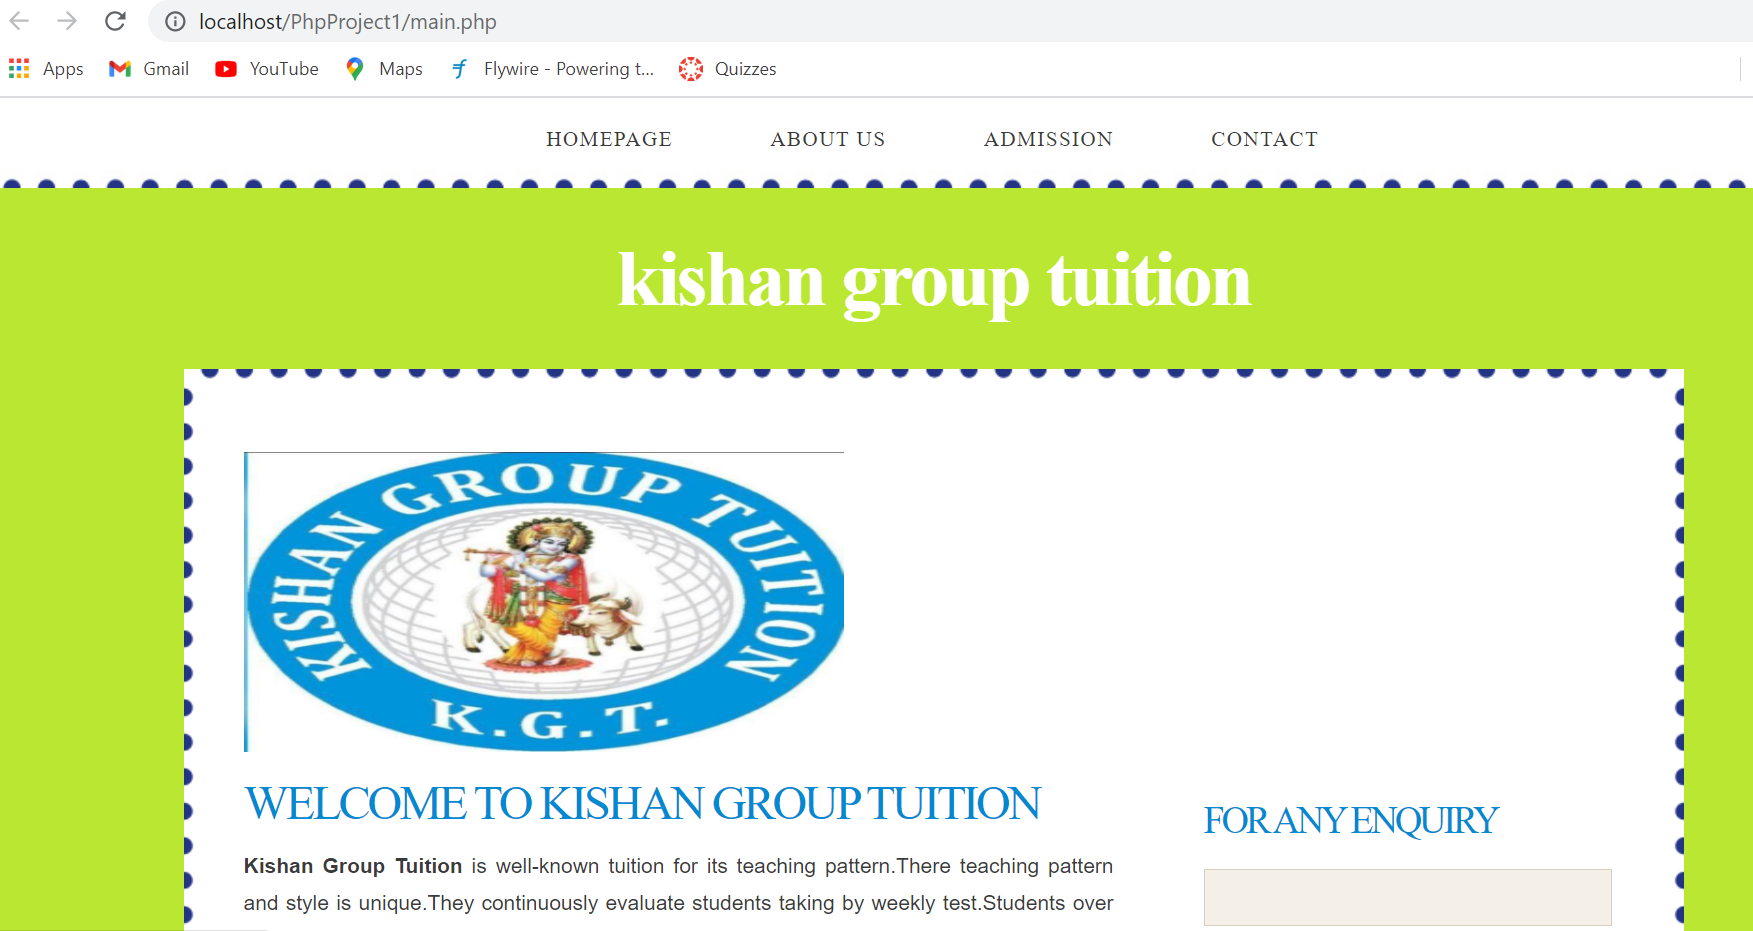 localhost/PhpProject1/main.php
Apps Gmail YouTube Maps Flywire - Powering t... Quizzes
HOMEPAGE ABOUT US ADMISSION CONTACT
kishan group tuition
KISHAN GROUP TUITION
K.G.T.
WELCOME TO KISHAN GROUP TUITION
Kishan Group Tuition is well-known tuition for its teaching pattern.There teaching pattern
and style is unique.They continuously evaluate students taking by weekly test.Students over
FOR ANY ENQUIRY